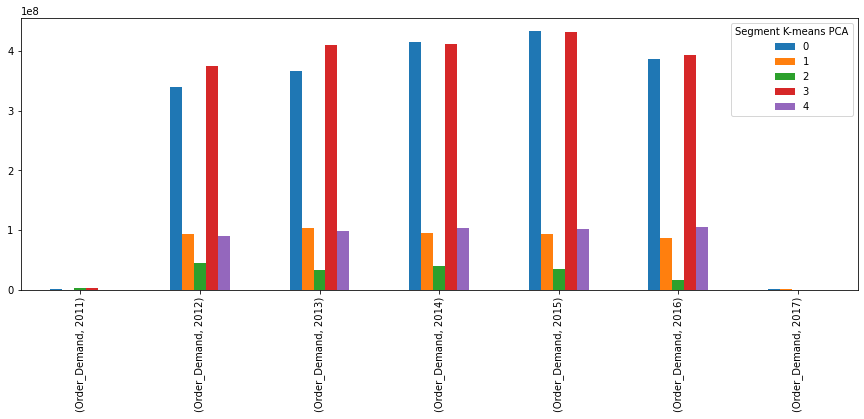 1e8
4
3
2
1
0
Segment K-means PCA
0
1
2
3
4
(Order_Demand, 2011)
(Order_Demand, 2012)
(Order_Demand, 2013)
(Order_Demand, 2014)
(Order_Demand, 2015)
(Order_Demand, 2016)
(Order_Demand, 2017)